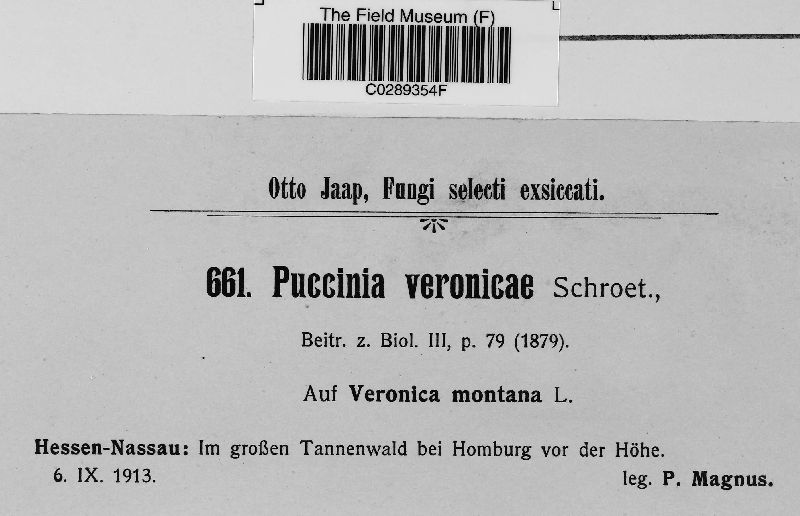 The Field Museum (F)
C0289354F
Otto Jaap, Fungi selecti exsiccati.
661. Puccinia veronicae Schroet.,
Beitr. z. Biol. III, p. 79 (1879).
Auf Veronica montana L.
Hessen-Nassau: Im großen Tannenwald bei Homburg vor der Höhe.
6. IX. 1913. leg. P. Magnus.